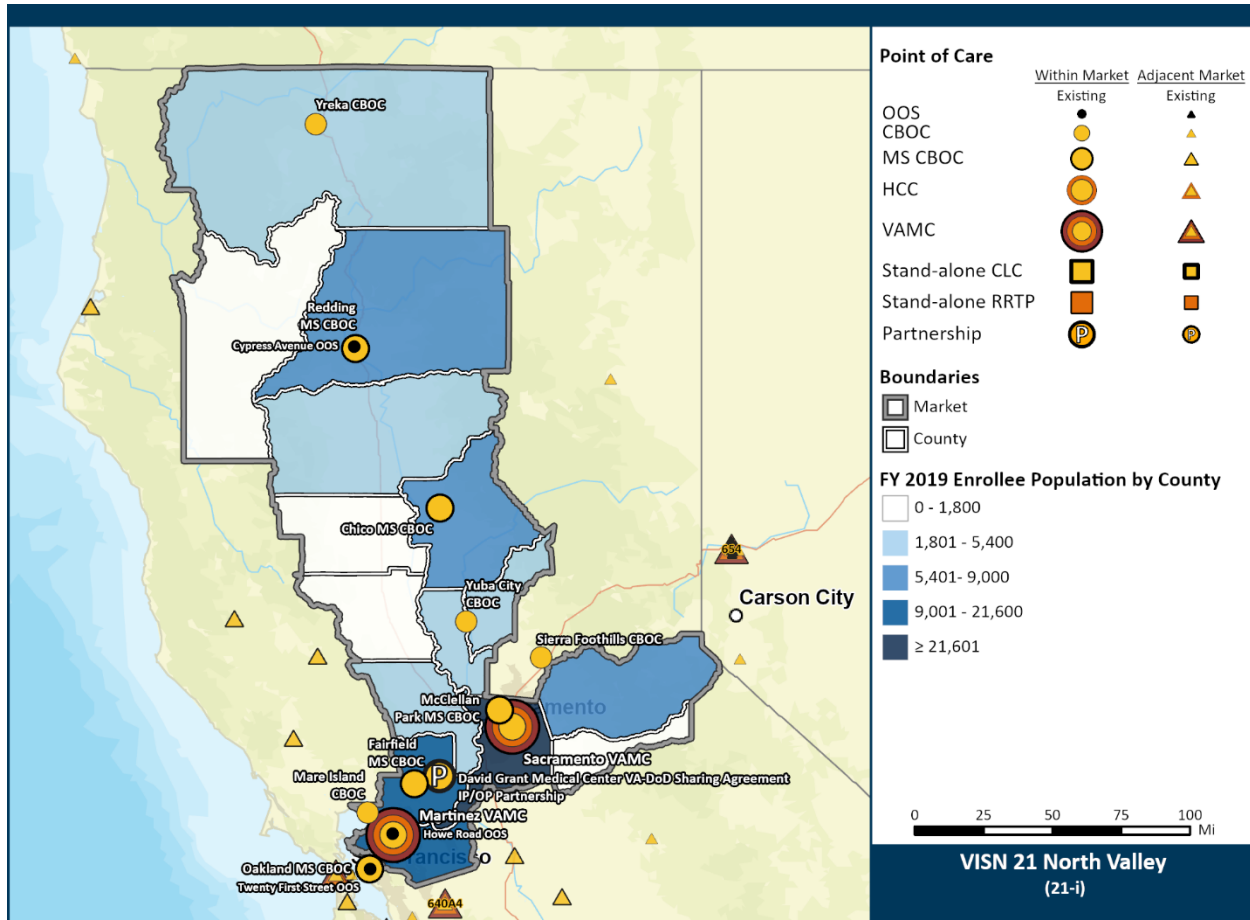 Yreka CBOC
Redding
MS CBOC
Cypress Avenue OOS
Chico MS CBOC
Yuba City
CBOC
654
Carson City
Sierra Foothills CBOC
McClellan
Park MS CBOC
Sacramento VAMC
Fairfield
MS CBOC
P
David Grant Medical Center VA-DoD Sharing Agreement
IP/OP Partnership
Mare Island
CBOC
Martinez VAMC
Howe Road OOS
Oakland MS CBOC
Twenty First Street OOS
640A4
Point of Care
Within Market
Adjacent Market
Existing
Existing
OOS
CBOC
MS CBOC
HCC
VAMC
Stand-alone CLC
Stand-alone RRTP
Partnership
P
P
Boundaries
Market
County
FY 2019 Enrollee Population by County
0 - 1,800
1,801 - 5,400
5,401- 9,000
9,001 - 21,600
≥ 21,601
0 25 50 100
Mi
VISN 21 North Valley
(21-i)